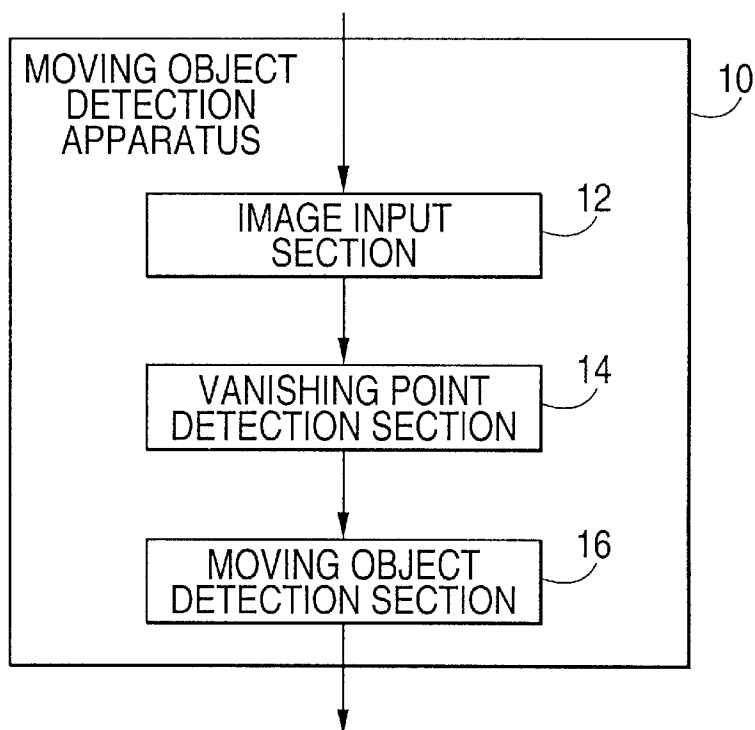 MOVING OBJECT
DETECTION
APPARATUS
10
IMAGE INPUT
SECTION
12
VANISHING POINT
DETECTION SECTION
14
MOVING OBJECT
DETECTION SECTION
16